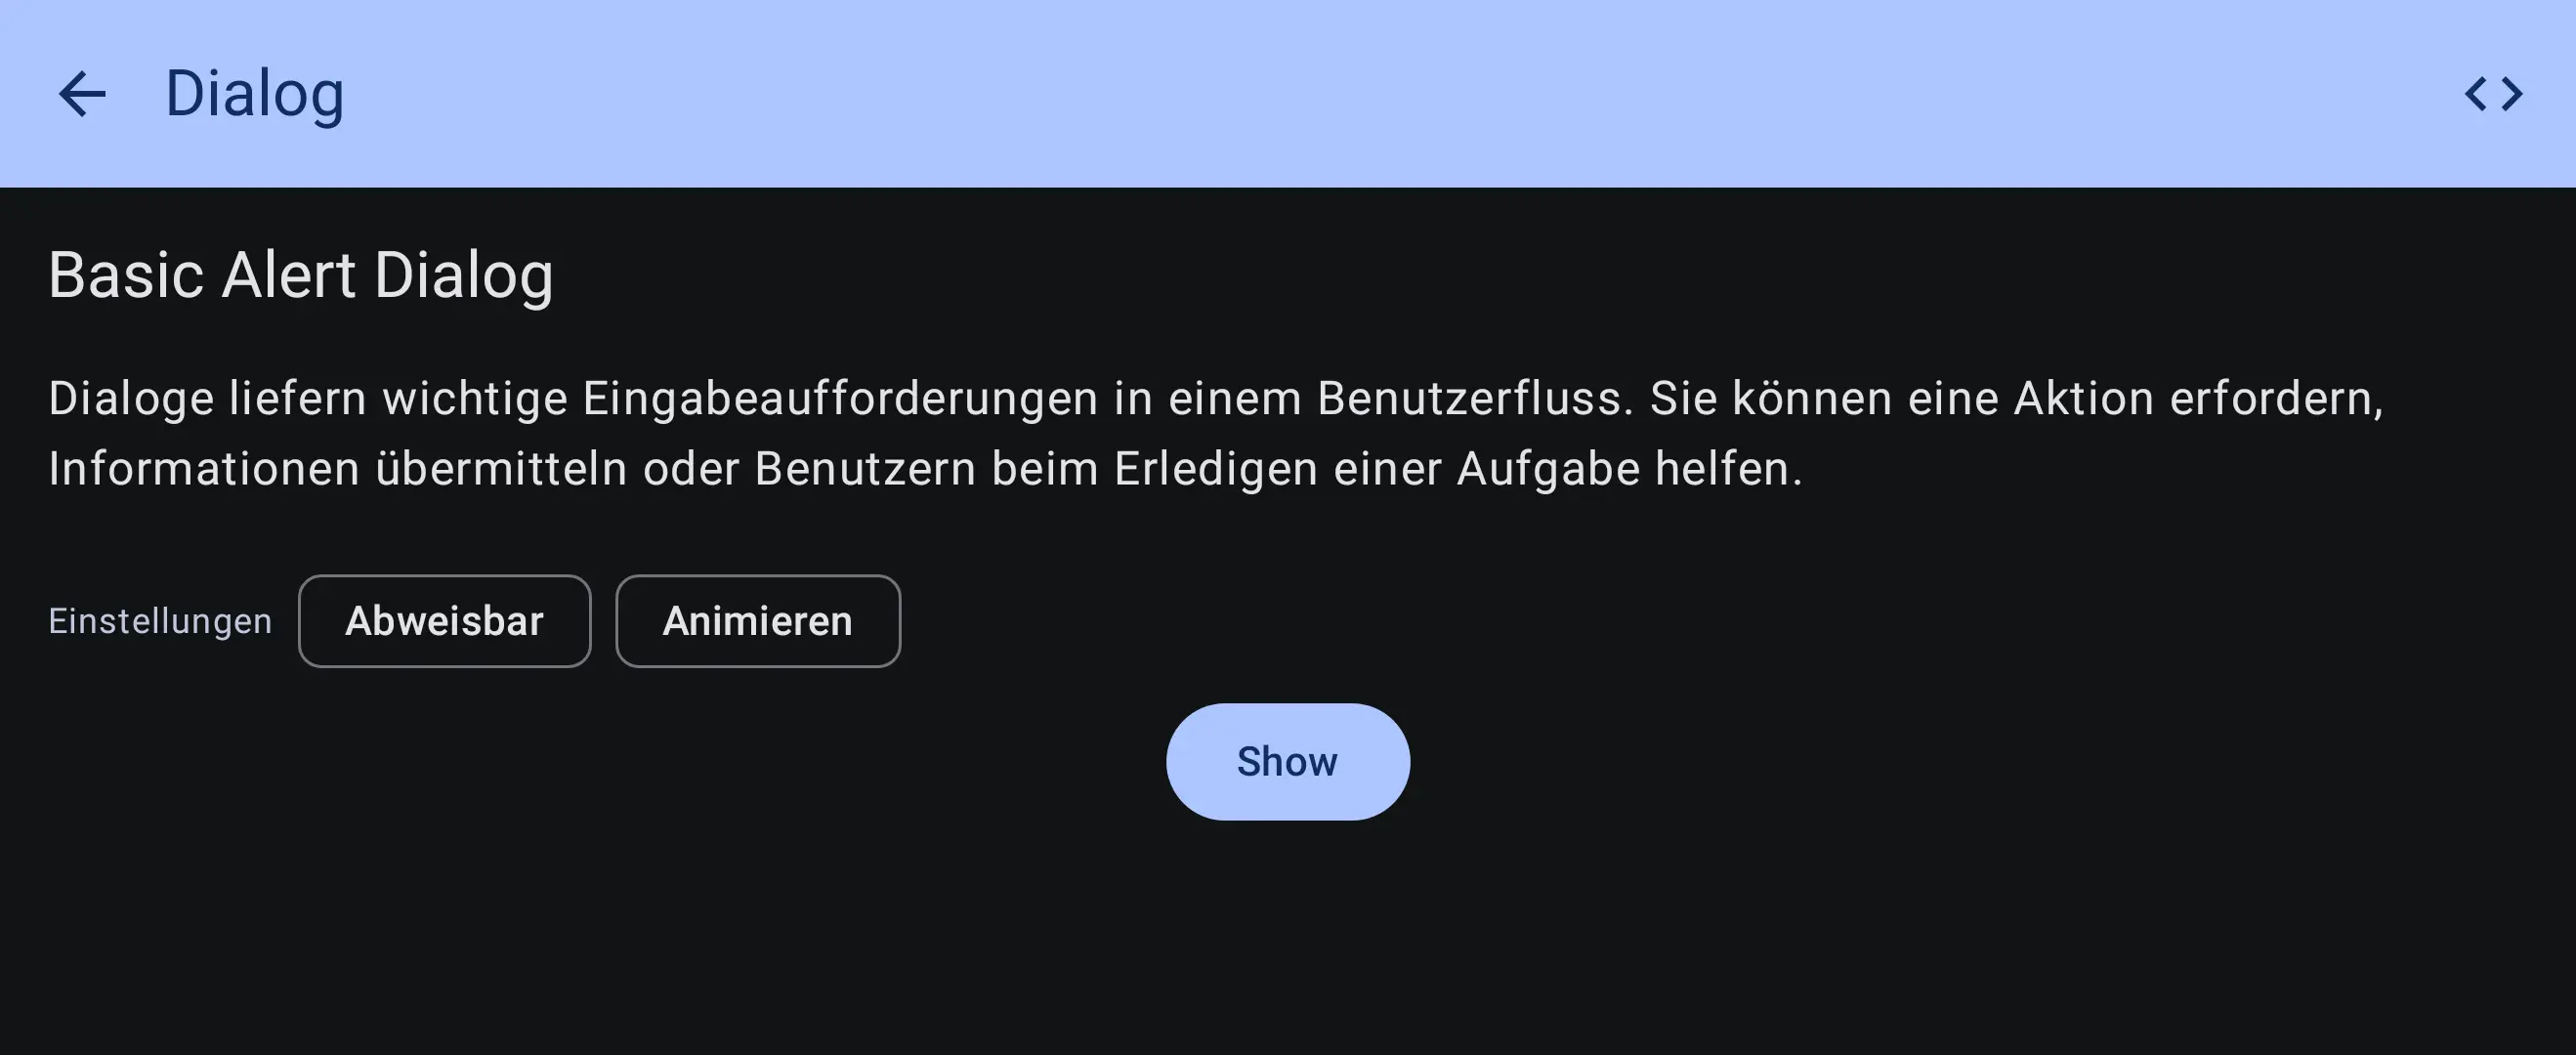 Dialog
Basic Alert Dialog
Dialoge liefern wichtige Eingabeaufforderungen in einem Benutzerfluss. Sie können eine Aktion erfordern,
Informationen übermitteln oder Benutzern beim Erledigen einer Aufgabe helfen.
Einstellungen Abweisbar Animieren
Show